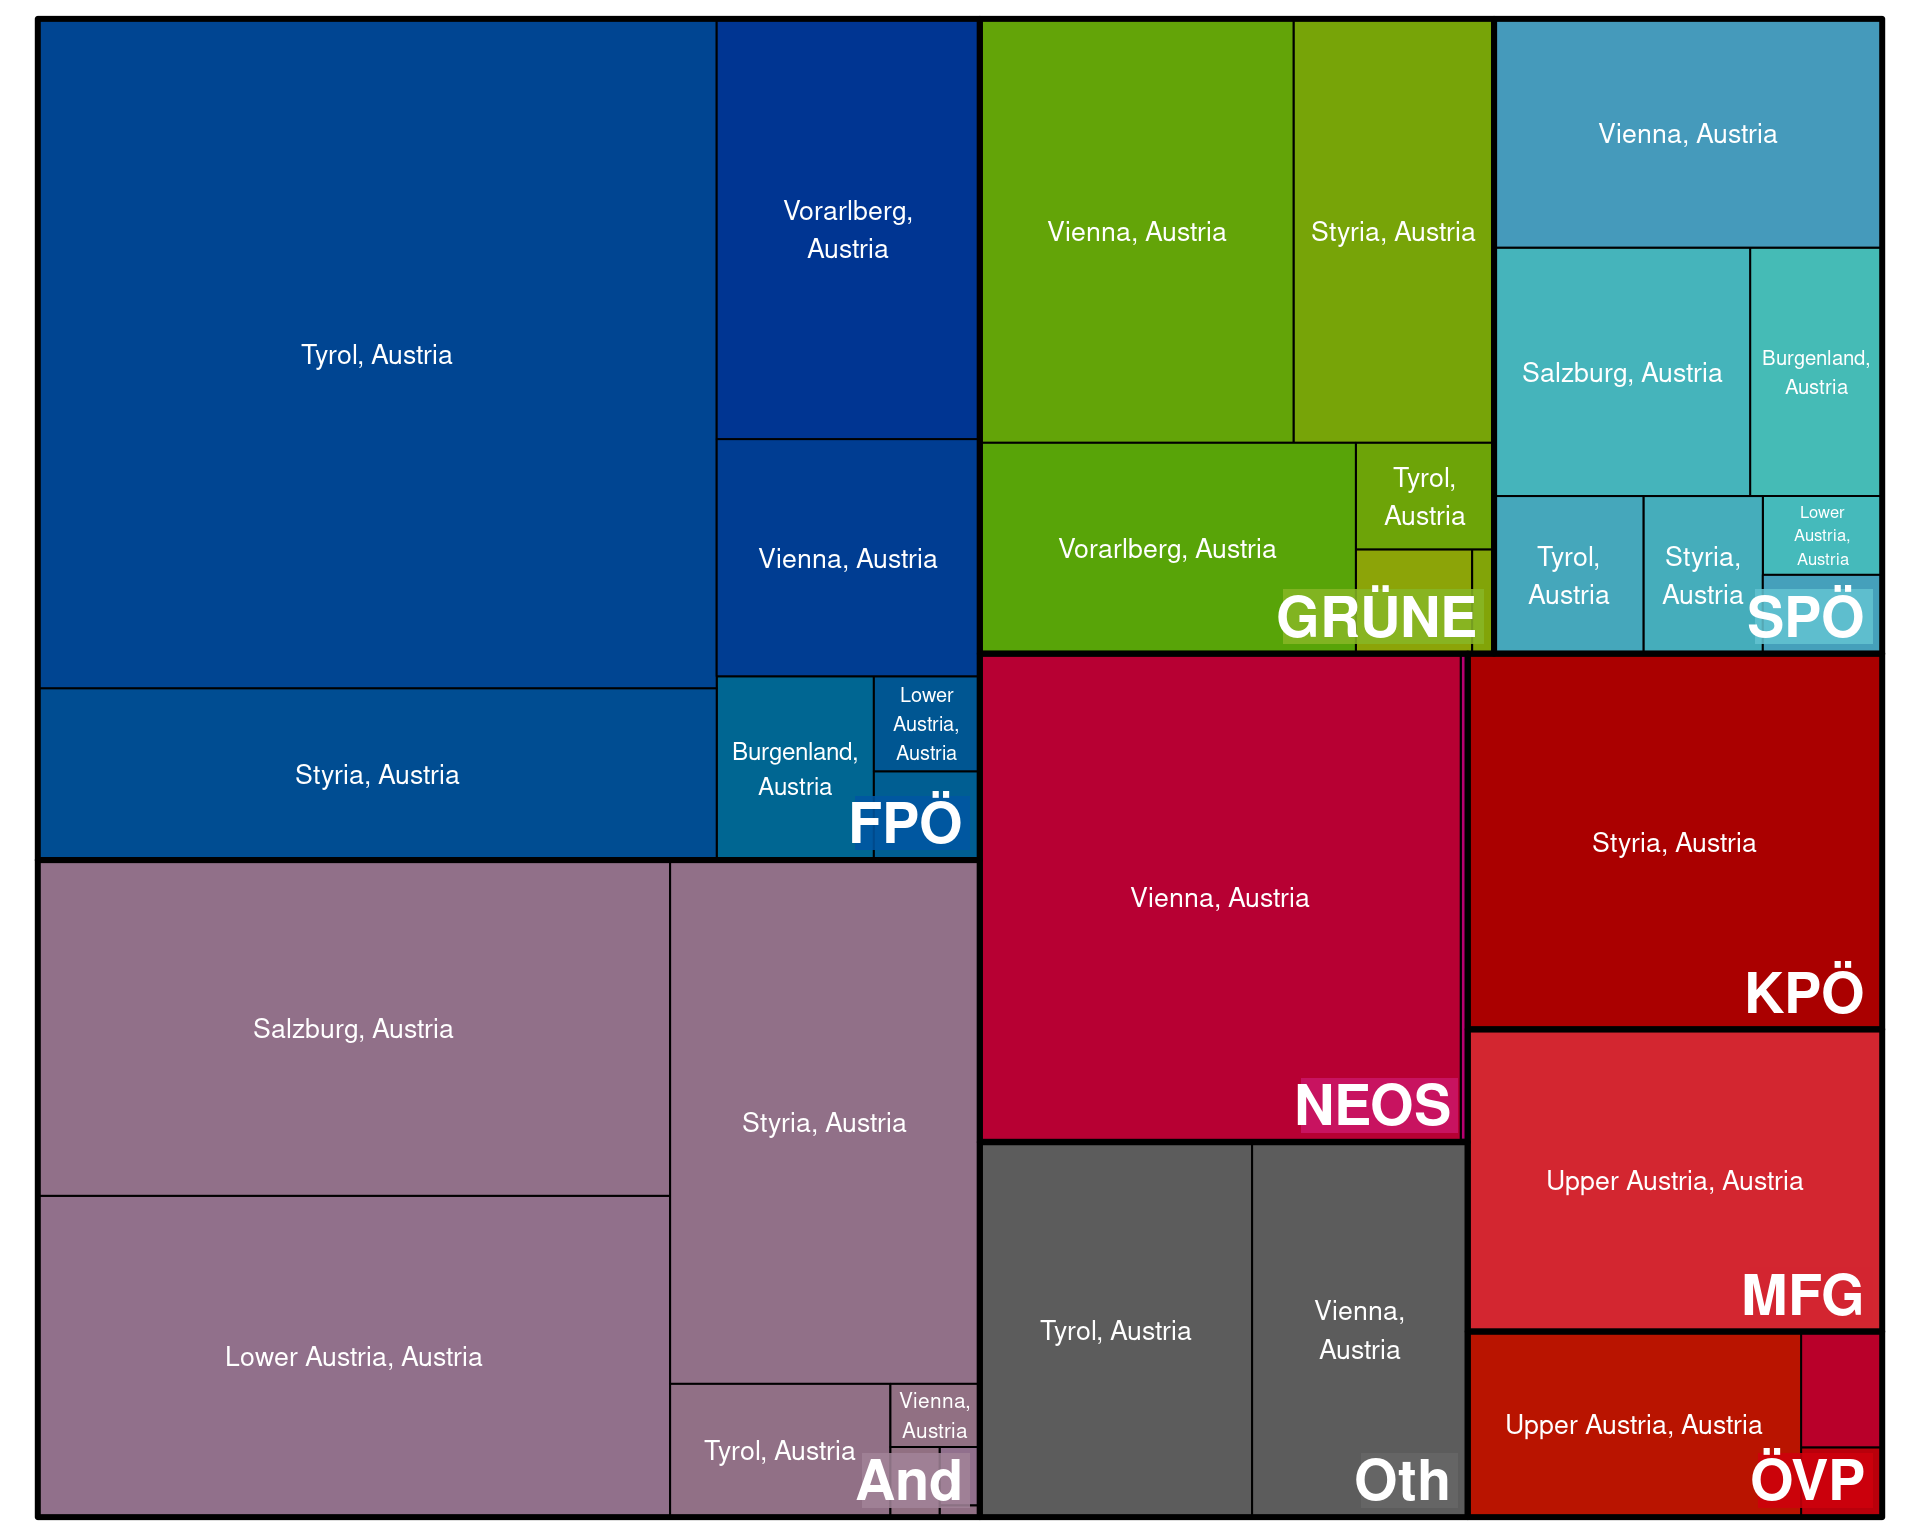 Tyrol, Austria
Styria, Austria
Vorarlberg,
Austria
Vienna, Austria
Burgenland,
Austria
Lower
Austria,
Austria
FPÖ
Vienna, Austria
Styria, Austria
Vorarlberg, Austria
Tyrol,
Austria
GRÜNE
Vienna, Austria
Salzburg, Austria
Burgenland,
Austria
Tyrol,
Austria
Styria,
Austria
Lower
Austria,
Austria
SPÖ
Salzburg, Austria
Lower Austria, Austria
Styria, Austria
Tyrol, Austria
Vienna,
Austria
And
Vienna, Austria
NEOS
Styria, Austria
KPÖ
Upper Austria, Austria
MFG
Tyrol, Austria
Vienna,
Austria
Oth
Upper Austria, Austria
ÖVP